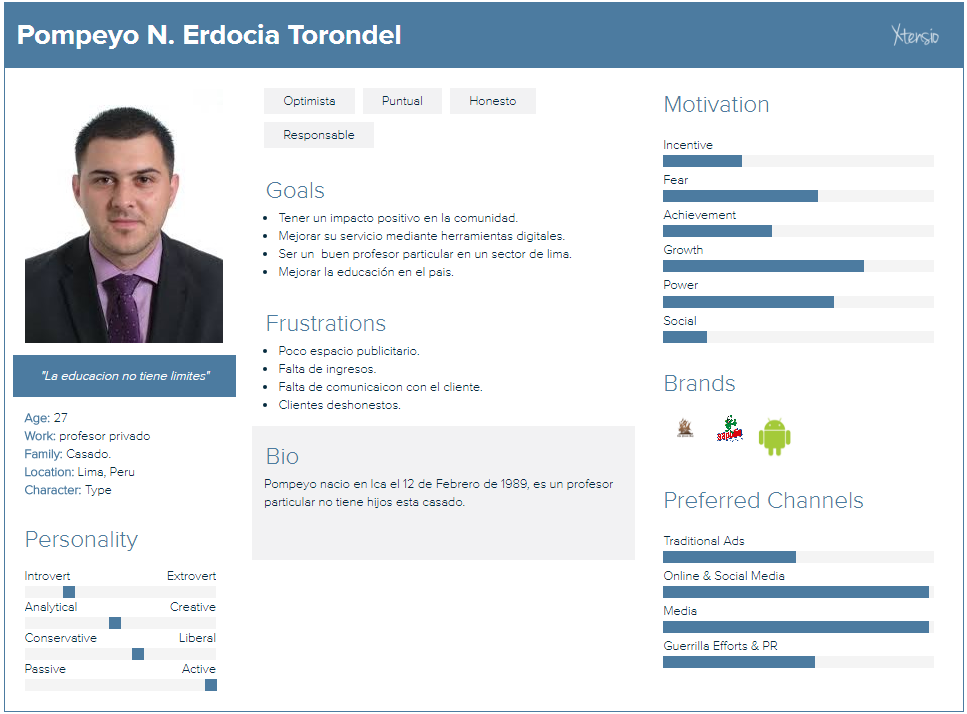 Pompeyo N. Erdocia Torondel
Xtensio
"La educacion no tiene limites"
Age: 27
Work: profesor privado
Family: Casado.
Location: Lima, Peru
Character: Type
Personality
Introvert Extrovert
Analytical Creative
Conservative Liberal
Passive Active
Optimista Puntual Honesto
Responsable
Goals
Tener un impacto positivo en la comunidad.
Mejorar su servicio mediante herramientas digitales.
Ser un buen profesor particular en un sector de lima.
Mejorar la educación en el pais.
Frustrations
Poco espacio publicitario.
Falta de ingresos.
Falta de comunicaicon con el cliente.
Clientes deshonestos.
Bio
Pompeyo nacio en Ica el 12 de Febrero de 1989, es un profesor
particular no tiene hijos esta casado.
Motivation
Incentive
Fear
Achievement
Growth
Power
Social
Brands
Preferred Channels
Traditional Ads
Online & Social Media
Media
Guerrilla Efforts & PR